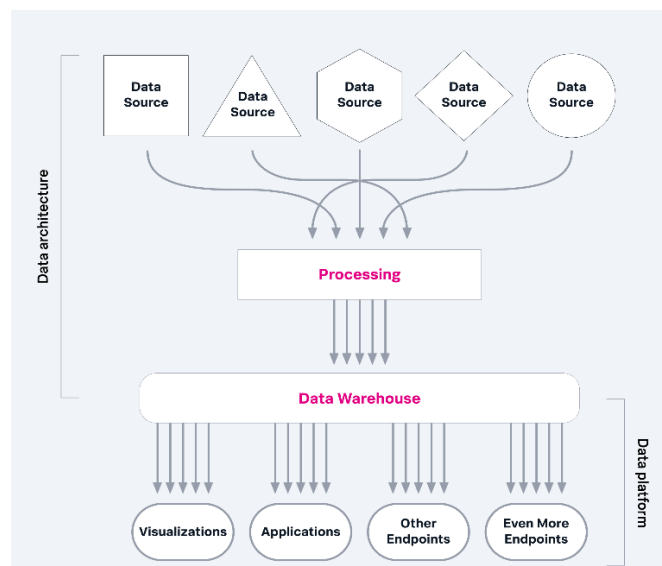 Data
Source
Data
Source
Data
Source
Data
Source
Data
Source
Data architecture
Processing
Data Warehouse
Data platform
Visualizations
Applications
Other
Endpoints
Even More
Endpoints